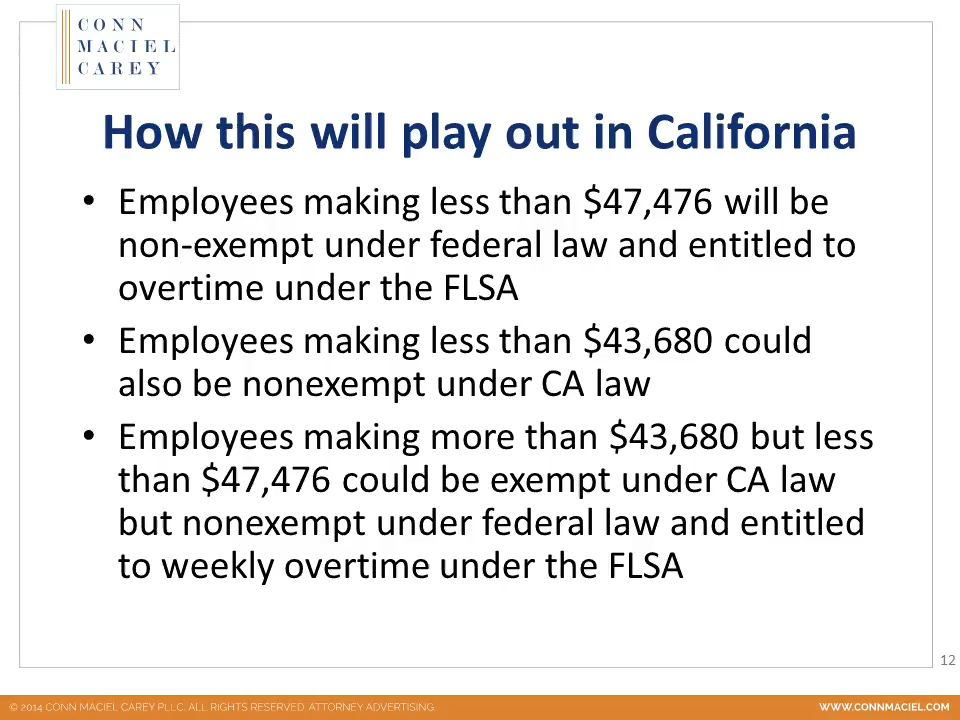 CONN
MACIEL
CAREY
How this will play out in California
• Employees making less than $47,476 will be
non-exempt under federal law and entitled to
overtime under the FLSA
• Employees making less than $43,680 could
also be nonexempt under CA law
• Employees making more than $43,680 but less
than $47,476 could be exempt under CA law
but nonexempt under federal law and entitled
to weekly overtime under the FLSA
12
© 2014 CONN MACIEL CAREY PLLC. ALL RIGHTS RESERVED. ATTORNEY ADVERTISING.
WWW.CONNMACIEL.COM